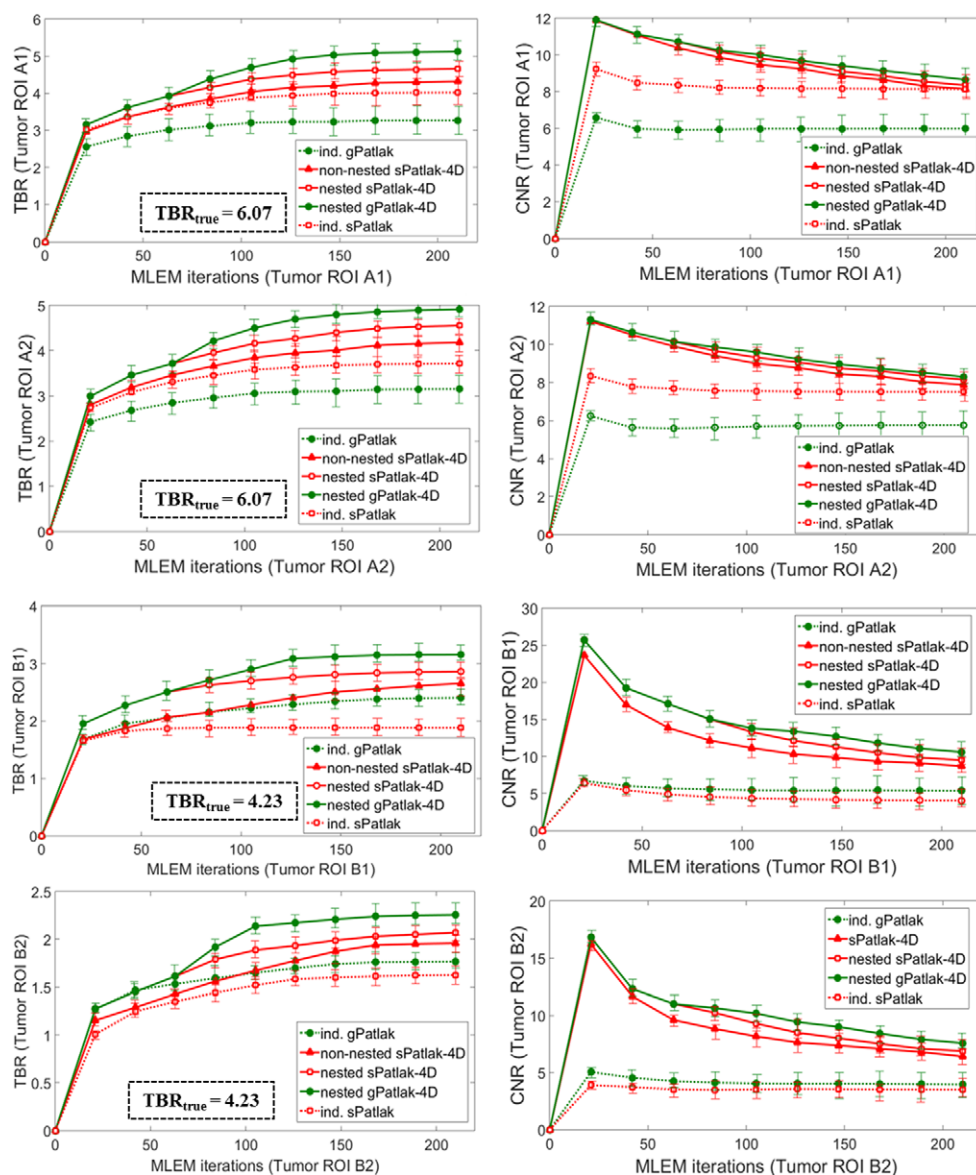 TBR (Tumor ROI A1)
6
5
4
3
2
1
0
ind. gPatlak
non-nested sPatlak-4D
nested sPatlak-4D
nested gPatlak-4D
ind. sPatlak
TBRtrue = 6.07
0 50 100 150 200
MLEM iterations (Tumor ROI A1)
CNR (Tumor ROI A1)
12
10
8
6
4
2
0
ind. gPatlak
non-nested sPatlak-4D
nested sPatlak-4D
nested gPatlak-4D
ind. sPatlak
0 50 100 150 200
MLEM iterations (Tumor ROI A1)
TBR (Tumor ROI A2)
5
4
3
2
1
0
ind. gPatlak
non-nested sPatlak-4D
nested sPatlak-4D
nested gPatlak-4D
ind. sPatlak
TBRtrue = 6.07
0 50 100 150 200
MLEM iterations (Tumor ROI A2)
CNR (Tumor ROI A2)
12
10
8
6
4
2
0
ind. gPatlak
non-nested sPatlak-4D
nested sPatlak-4D
nested gPatlak-4D
ind. sPatlak
0 50 100 150 200
MLEM iterations (Tumor ROI A2)
TBR (Tumor ROI B1)
4
3
2
1
0
ind. gPatlak
non-nested sPatlak-4D
nested sPatlak-4D
nested gPatlak-4D
ind. sPatlak
TBRtrue = 4.23
0 50 100 150 200
MLEM iterations (Tumor ROI B1)
CNR (Tumor ROI B1)
30
25
20
15
10
5
0
ind. gPatlak
non-nested sPatlak-4D
nested sPatlak-4D
nested gPatlak-4D
ind. sPatlak
0 50 100 150 200
MLEM iterations (Tumor ROI B1)
TBR (Tumor ROI B2)
2.5
2
1.5
1
0.5
0
ind. gPatlak
non-nested sPatlak-4D
nested sPatlak-4D
nested gPatlak-4D
ind. sPatlak
TBRtrue = 4.23
0 50 100 150 200
MLEM iterations (Tumor ROI B2)
CNR (Tumor ROI B2)
20
15
10
5
0
ind. gPatlak
sPatlak-4D
nested sPatlak-4D
nested gPatlak-4D
ind. sPatlak
0 50 100 150 200
MLEM iterations (Tumor ROI B2)